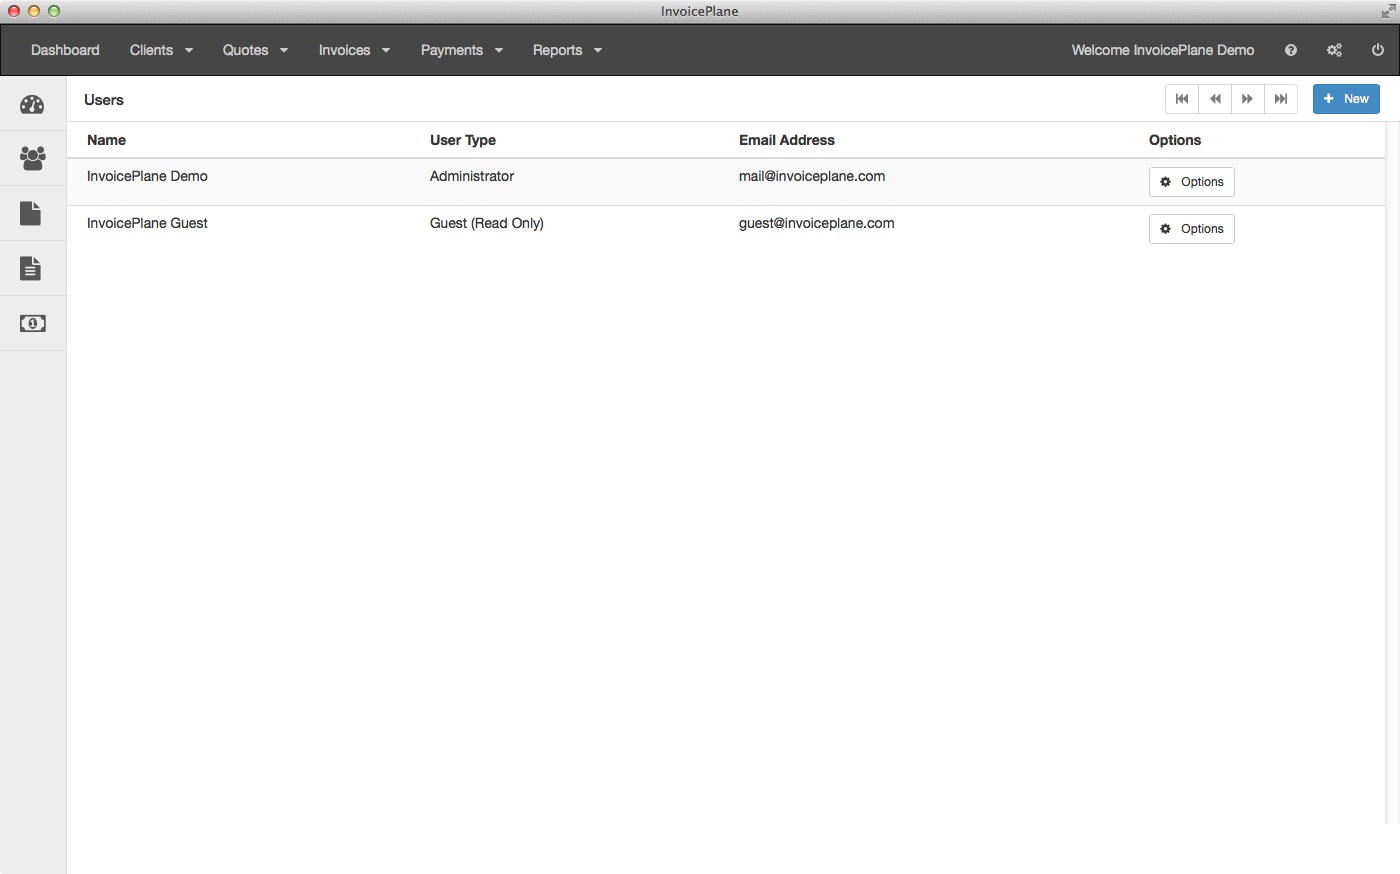 InvoicePlane
Dashboard Clients Quotes Invoices Payments Reports Welcome InvoicePlane Demo
Users New
Name User Type Email Address Options
InvoicePlane Demo Administrator mail@invoiceplane.com Options
InvoicePlane Guest Guest (Read Only) guest@invoiceplane.com Options